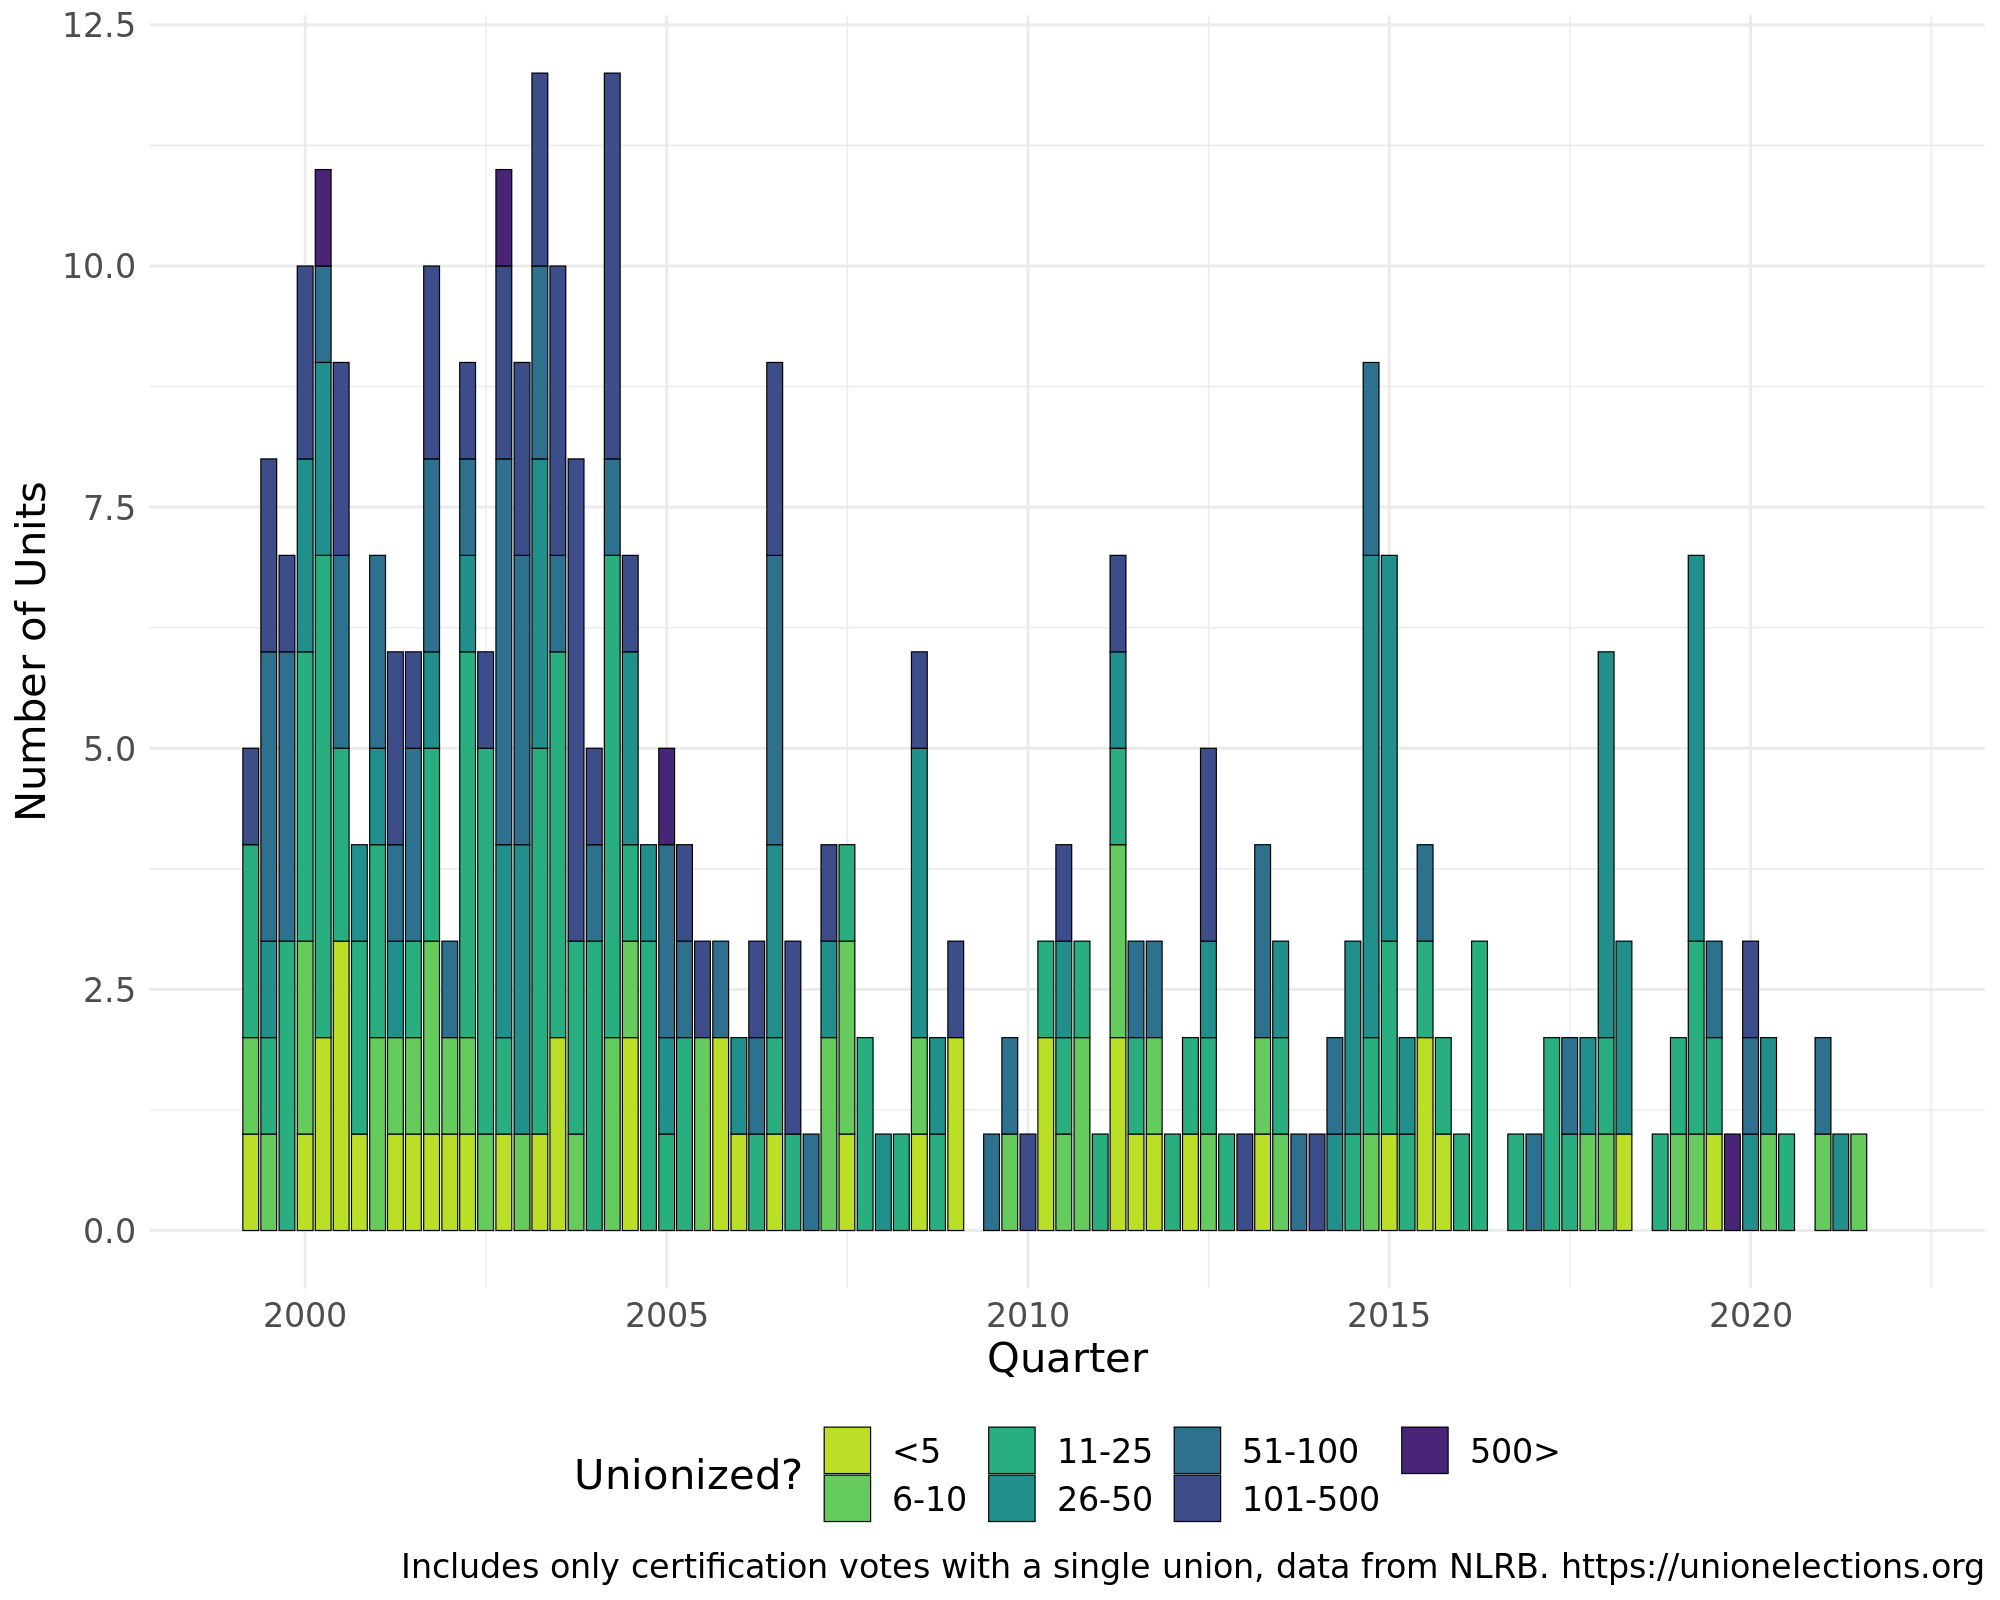 12.5
10.0
7.5
5.0
2.5
0.0
Number of Units
2000 2005 2010 2015 2020
Quarter
Unionized?
<5 11-25 51-100 500>
6-10 26-50 101-500
Includes only certification votes with a single union, data from NLRB. https://unionelections.org